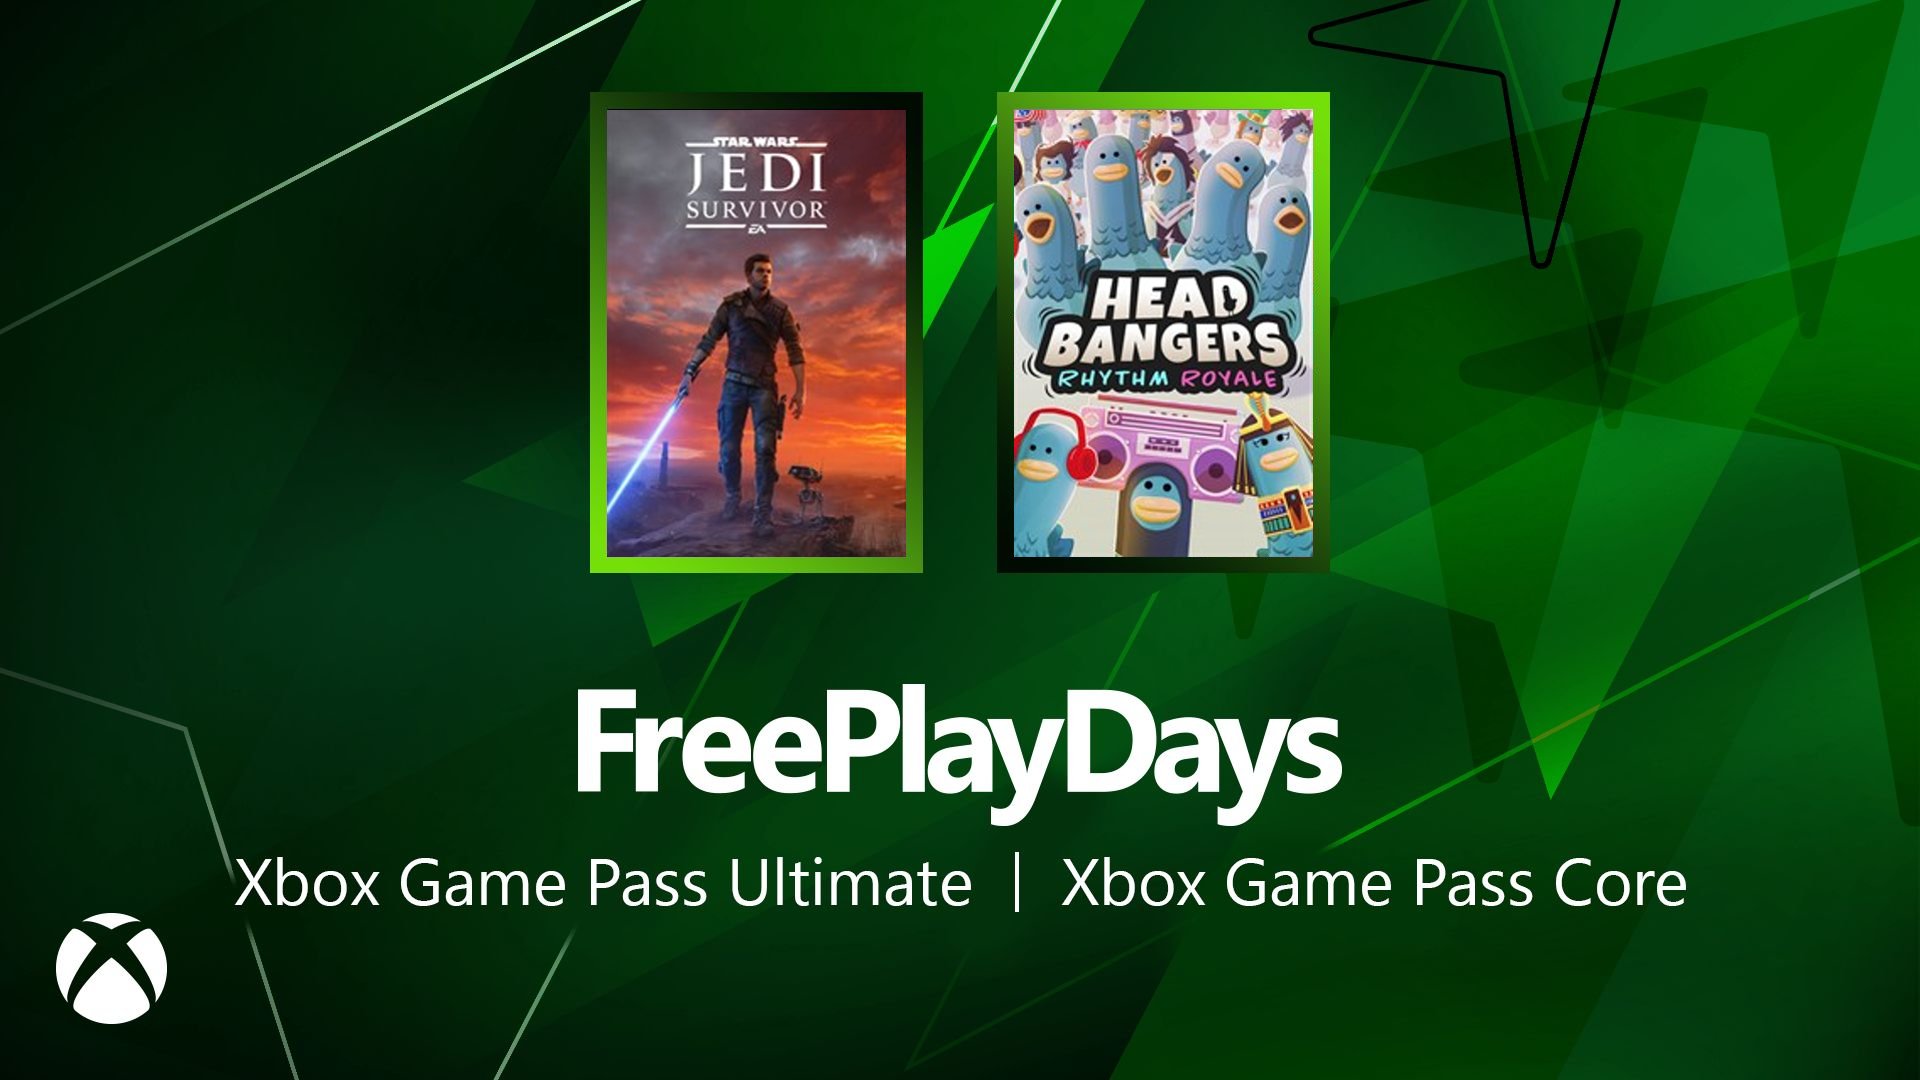 STAR WARS
JEDI
SURVIVOR
EA
HEAD
BANGERS
RHYTHM ROYALE
FreePlayDays
Xbox Game Pass Ultimate | Xbox Game Pass Core